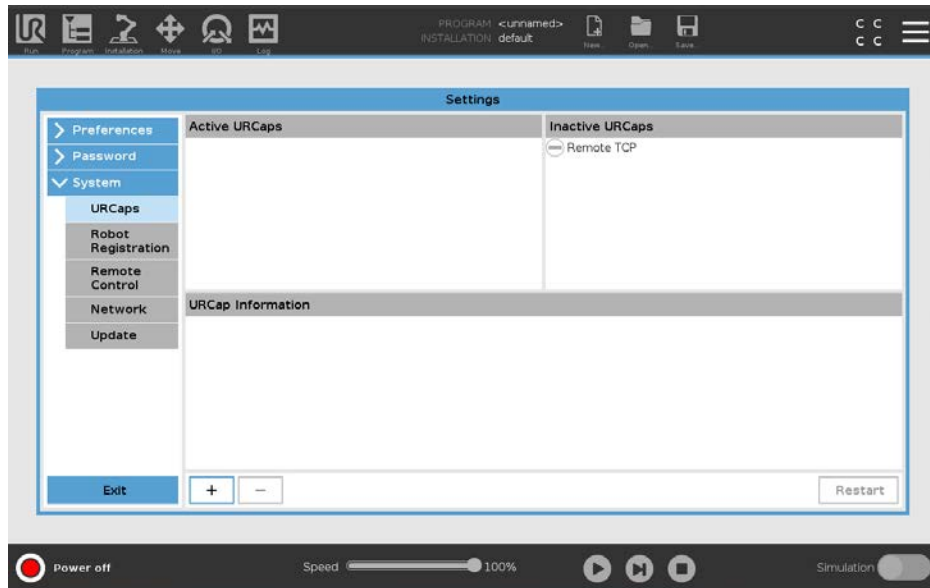 UR
PROGRAM <unnamed>
INSTALLATION default
C C
C C
Run Program Installation Move I/O Log
New... Open... Save...
Settings
Preferences
Password
System
URCaps
Robot
Registration
Remote
Control
Network
Update
Exit
Active URCaps
Inactive URCaps
Remote TCP
URCap Information
+ −
Restart
Power off
Speed 100%
Simulation